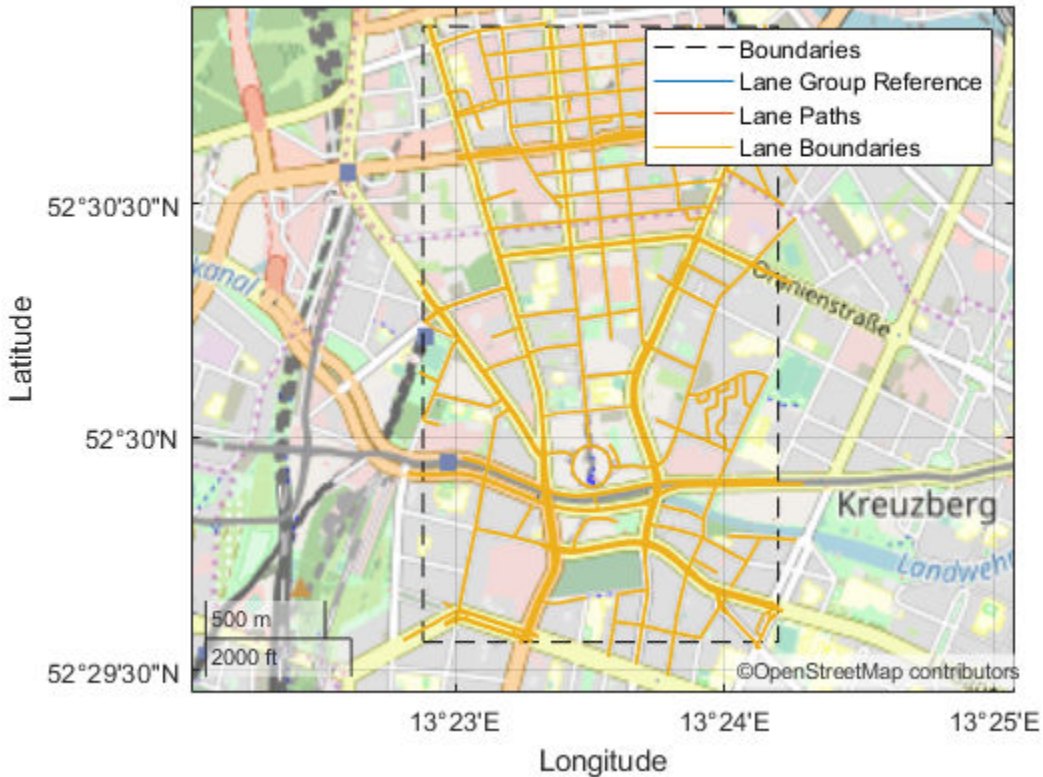 Boundaries
Lane Group Reference
Lane Paths
Lane Boundaries
52°30'30"N
52°30'N
52°29'30"N
Latitude
kanal
Oranienstraße
Kreuzberg
Landwehr
500 m
2000 ft
©OpenStreetMap contributors
13°23'E
13°24'E
13°25'E
Longitude